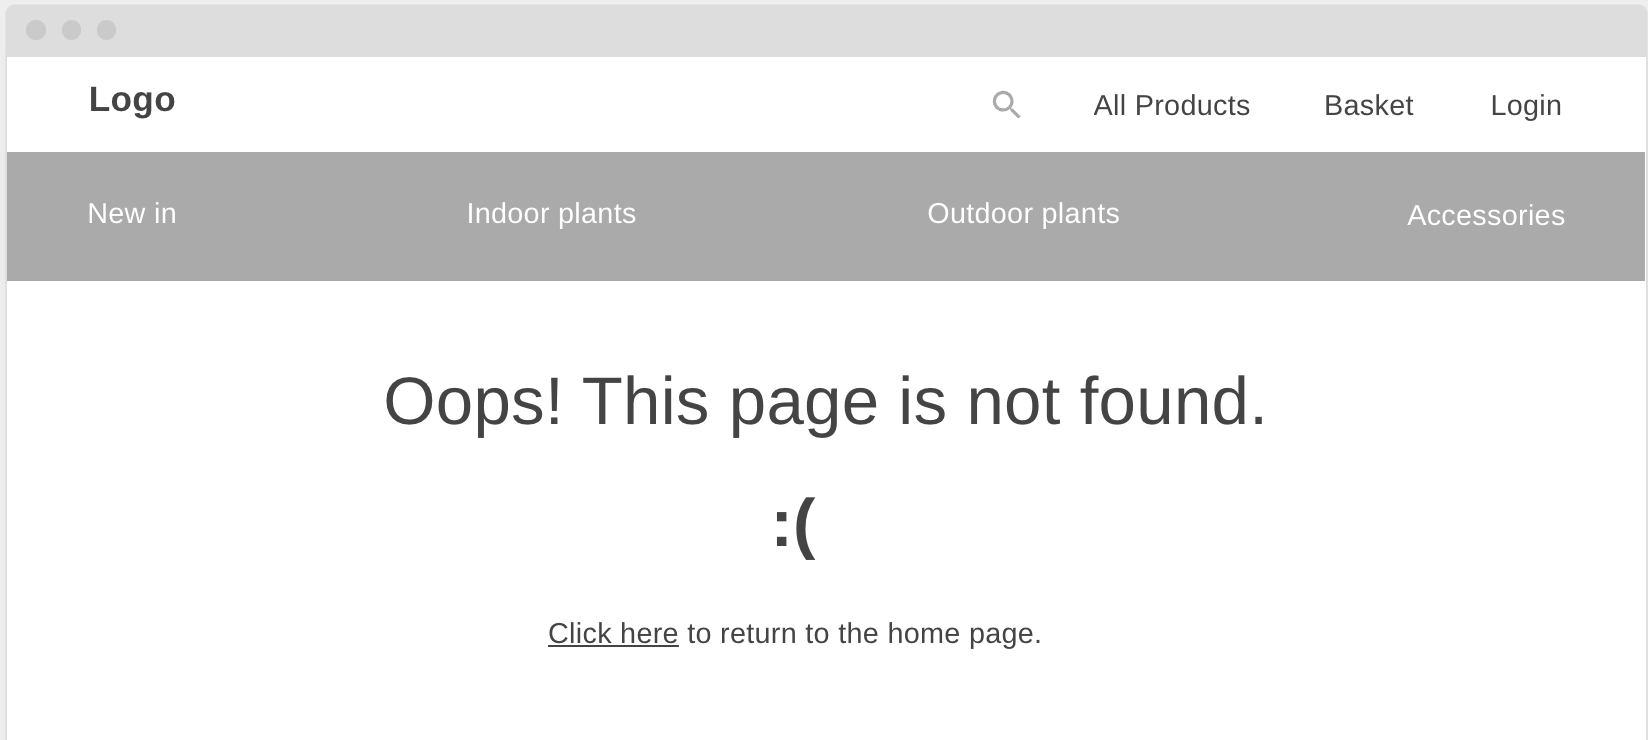 Logo
All Products Basket Login
New in Indoor plants Outdoor plants Accessories
Oops! This page is not found.
:(
Click here to return to the home page.